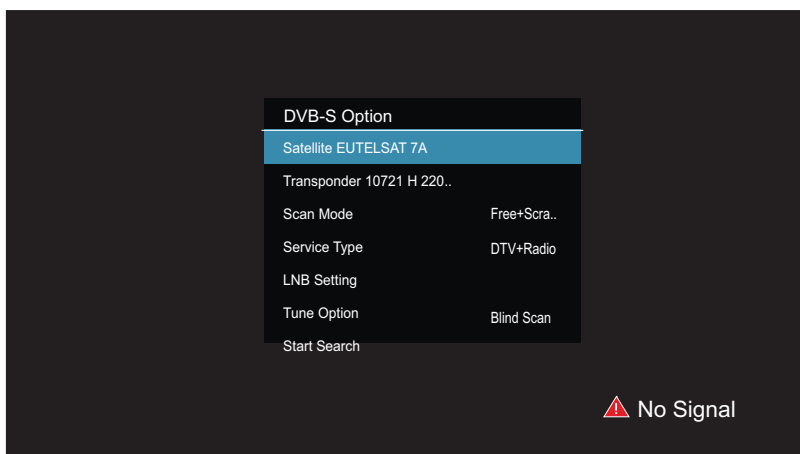 DVB-S Option
Satellite EUTELSAT 7A
Transponder 10721 H 220..
Scan Mode Free+Scra..
Service Type DTV+Radio
LNB Setting
Tune Option Blind Scan
Start Search
No Signal